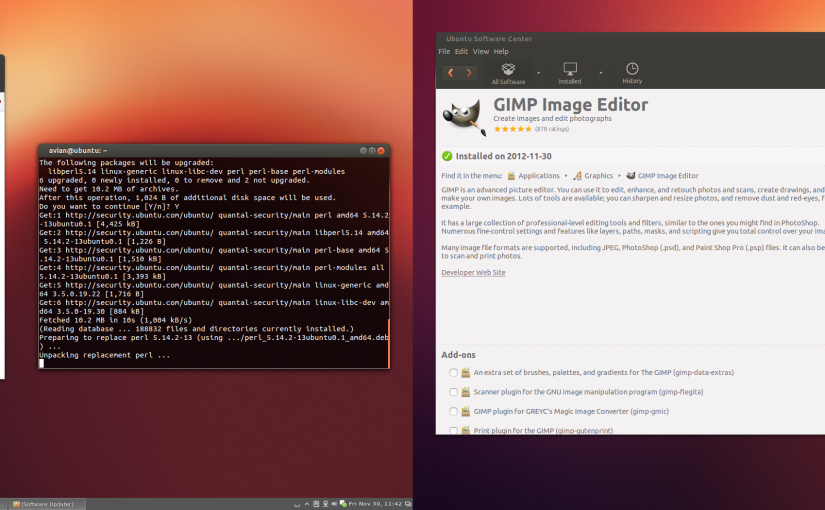 avian@ubuntu: ~
The following packages will be upgraded:
libperl5.14 linux-generic linux-libc-dev perl perl-base perl-modules
6 upgraded, 0 newly installed, 0 to remove and 2 not upgraded.
Need to get 10.2 MB of archives.
After this operation, 1,024 B of additional disk space will be used.
Do you want to continue [Y/n]? Y
Get:1 http://security.ubuntu.com/ubuntu/ quantal-security/main perl amd64 5.14.2
-13ubuntu0.1 [4,425 kB]
Get:2 http://security.ubuntu.com/ubuntu/ quantal-security/main libperl5.14 amd64
5.14.2-13ubuntu0.1 [1,226 B]
Get:3 http://security.ubuntu.com/ubuntu/ quantal-security/main perl-base amd64 5
.14.2-13ubuntu0.1 [1,510 kB]
Get:4 http://security.ubuntu.com/ubuntu/ quantal-security/main perl-modules all
5.14.2-13ubuntu0.1 [3,393 kB]
Get:5 http://security.ubuntu.com/ubuntu/ quantal-security/main linux-generic amd
64 3.5.0.19.22 [1,716 B]
Get:6 http://security.ubuntu.com/ubuntu/ quantal-security/main linux-libc-dev am
d64 3.5.0-19.30 [884 kB]
Fetched 10.2 MB in 10s (1,004 kB/s)
(Reading database ... 188832 files and directories currently installed.)
Preparing to replace perl 5.14.2-13 (using .../perl_5.14.2-13ubuntu0.1_amd64.deb
) ...
Unpacking replacement perl ...
[Software Updater]
Fri Nov 30, 11:42
Ubuntu Software Center
File Edit View Help
All Software Installed History
GIMP Image Editor
Create images and edit photographs
(878 ratings)
Installed on 2012-11-30
Find it in the menu: Applications Graphics GIMP Image Editor
GIMP is an advanced picture editor. You can use it to edit, enhance, and retouch photos and scans, create drawings, and
make your own images. Lots of tools are available; you can sharpen and resize photos, and remove dust and red-eyes, f
example.
It has a large collection of professional-level editing tools and filters, similar to the ones you might find in PhotoShop.
Numerous fine-control settings and features like layers, paths, masks, and scripting give you total control over your ima
Many image file formats are supported, including JPEG, PhotoShop (.psd), and Paint Shop Pro (.psp) files. It can also be
to scan and print photos.
Developer Web Site
Add-ons
An extra set of brushes, palettes, and gradients for The GIMP (gimp-data-extras)
Scanner plugin for the GNU image manipulation program (gimp-flegita)
GIMP plugin for GREYC's Magic Image Converter (gimp-gmic)
Print plugin for the GIMP (gimp-gutenprint)